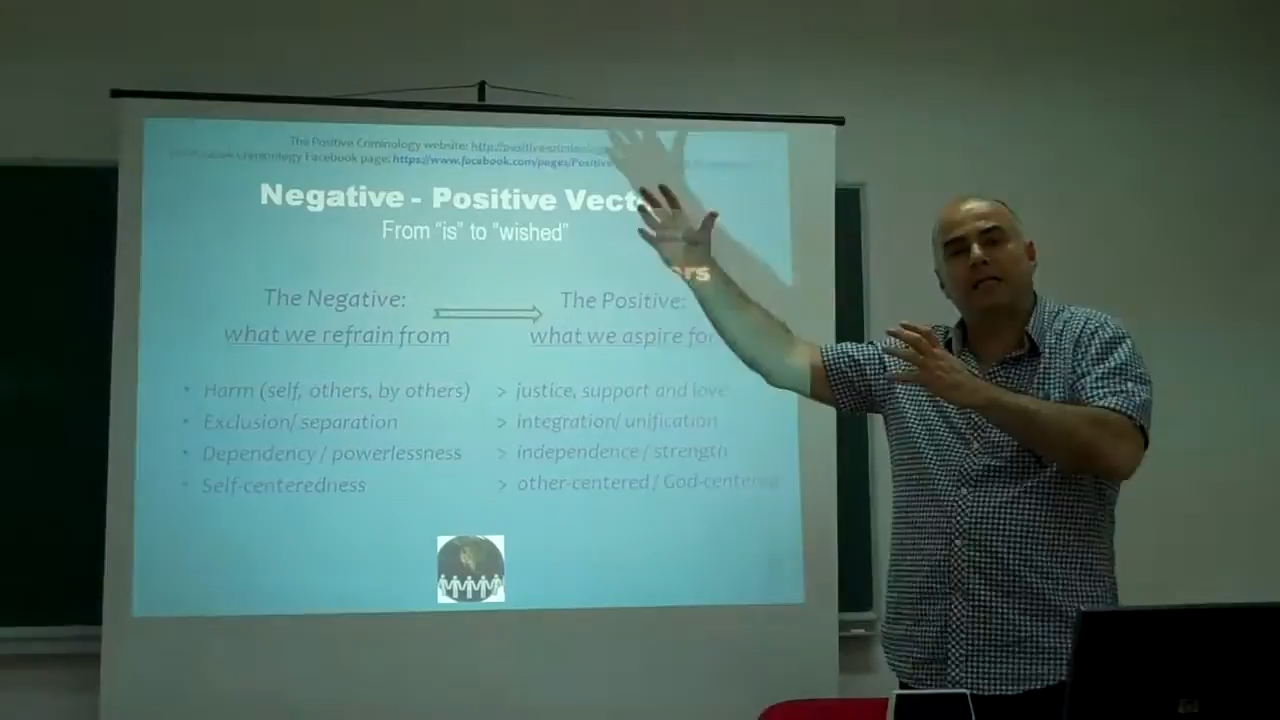 The Positive Criminology website: http://positive-criminology
Criminology Facebook page: https://www.facebook.com/pages/Positive
Negative - Positive Vect
ors
From "is" to "wished"
The Negative: The Positive:
what we refrain from what we aspire for
• Harm (self, others, by others) > justice, support and love
• Exclusion/ separation > integration/ unification
• Dependency / powerlessness > independence / strength
• Self-centeredness > other-centered / God-centered